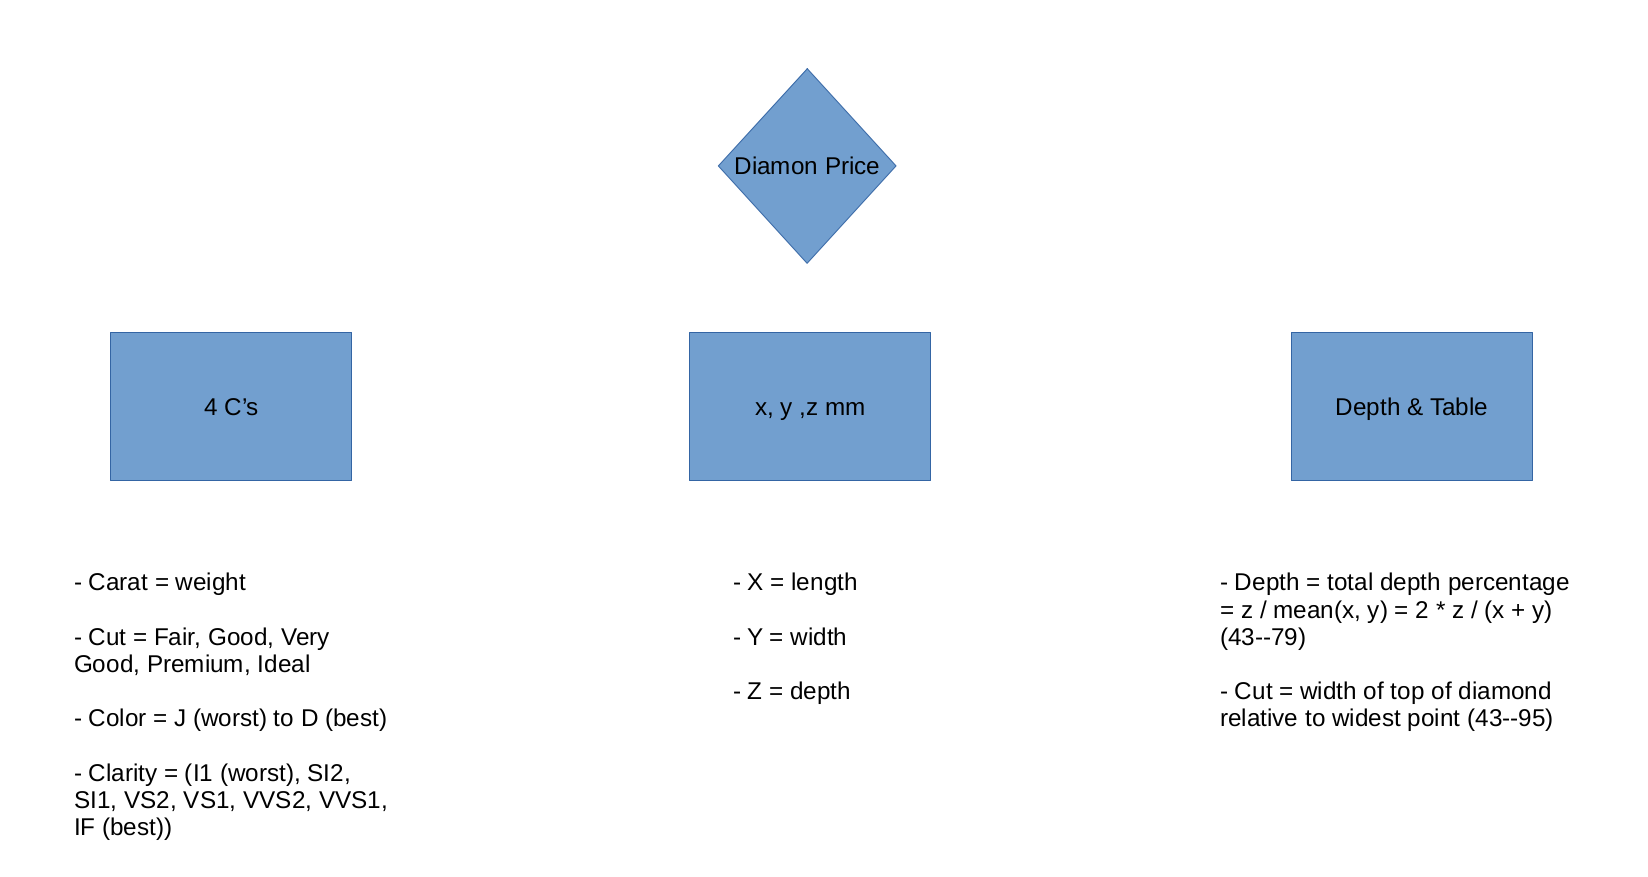 Diamon Price
4 C’s
x, y ,z mm
Depth & Table
- Carat = weight
- Cut = Fair, Good, Very
Good, Premium, Ideal
- Color = J (worst) to D (best)
- Clarity = (I1 (worst), SI2,
SI1, VS2, VS1, VVS2, VVS1,
IF (best))
- X = length
- Y = width
- Z = depth
- Depth = total depth percentage
= z / mean(x, y) = 2 * z / (x + y)
(43--79)
- Cut = width of top of diamond
relative to widest point (43--95)